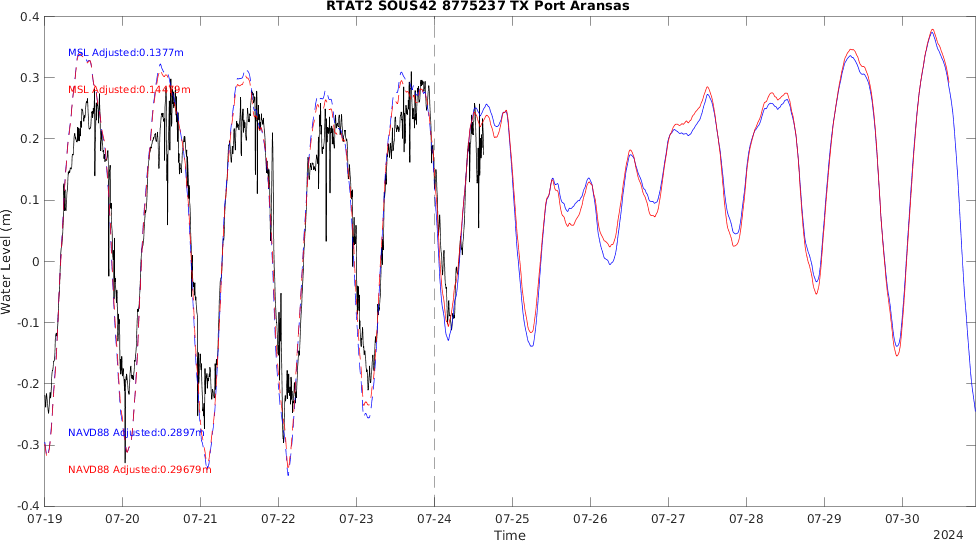 RTAT2 SOUS42 8775237 TX Port Aransas
0.4
0.3
0.2
0.1
0
-0.1
-0.2
-0.3
-0.4
Water Level (m)
MSL Adjusted:0.1377m
MSL Adjusted:0.14479m
NAVD88 Adjusted:0.2897m
NAVD88 Adjusted:0.29679m
07-19 07-20 07-21 07-22 07-23 07-24 07-25 07-26 07-27 07-28 07-29 07-30
Time
2024